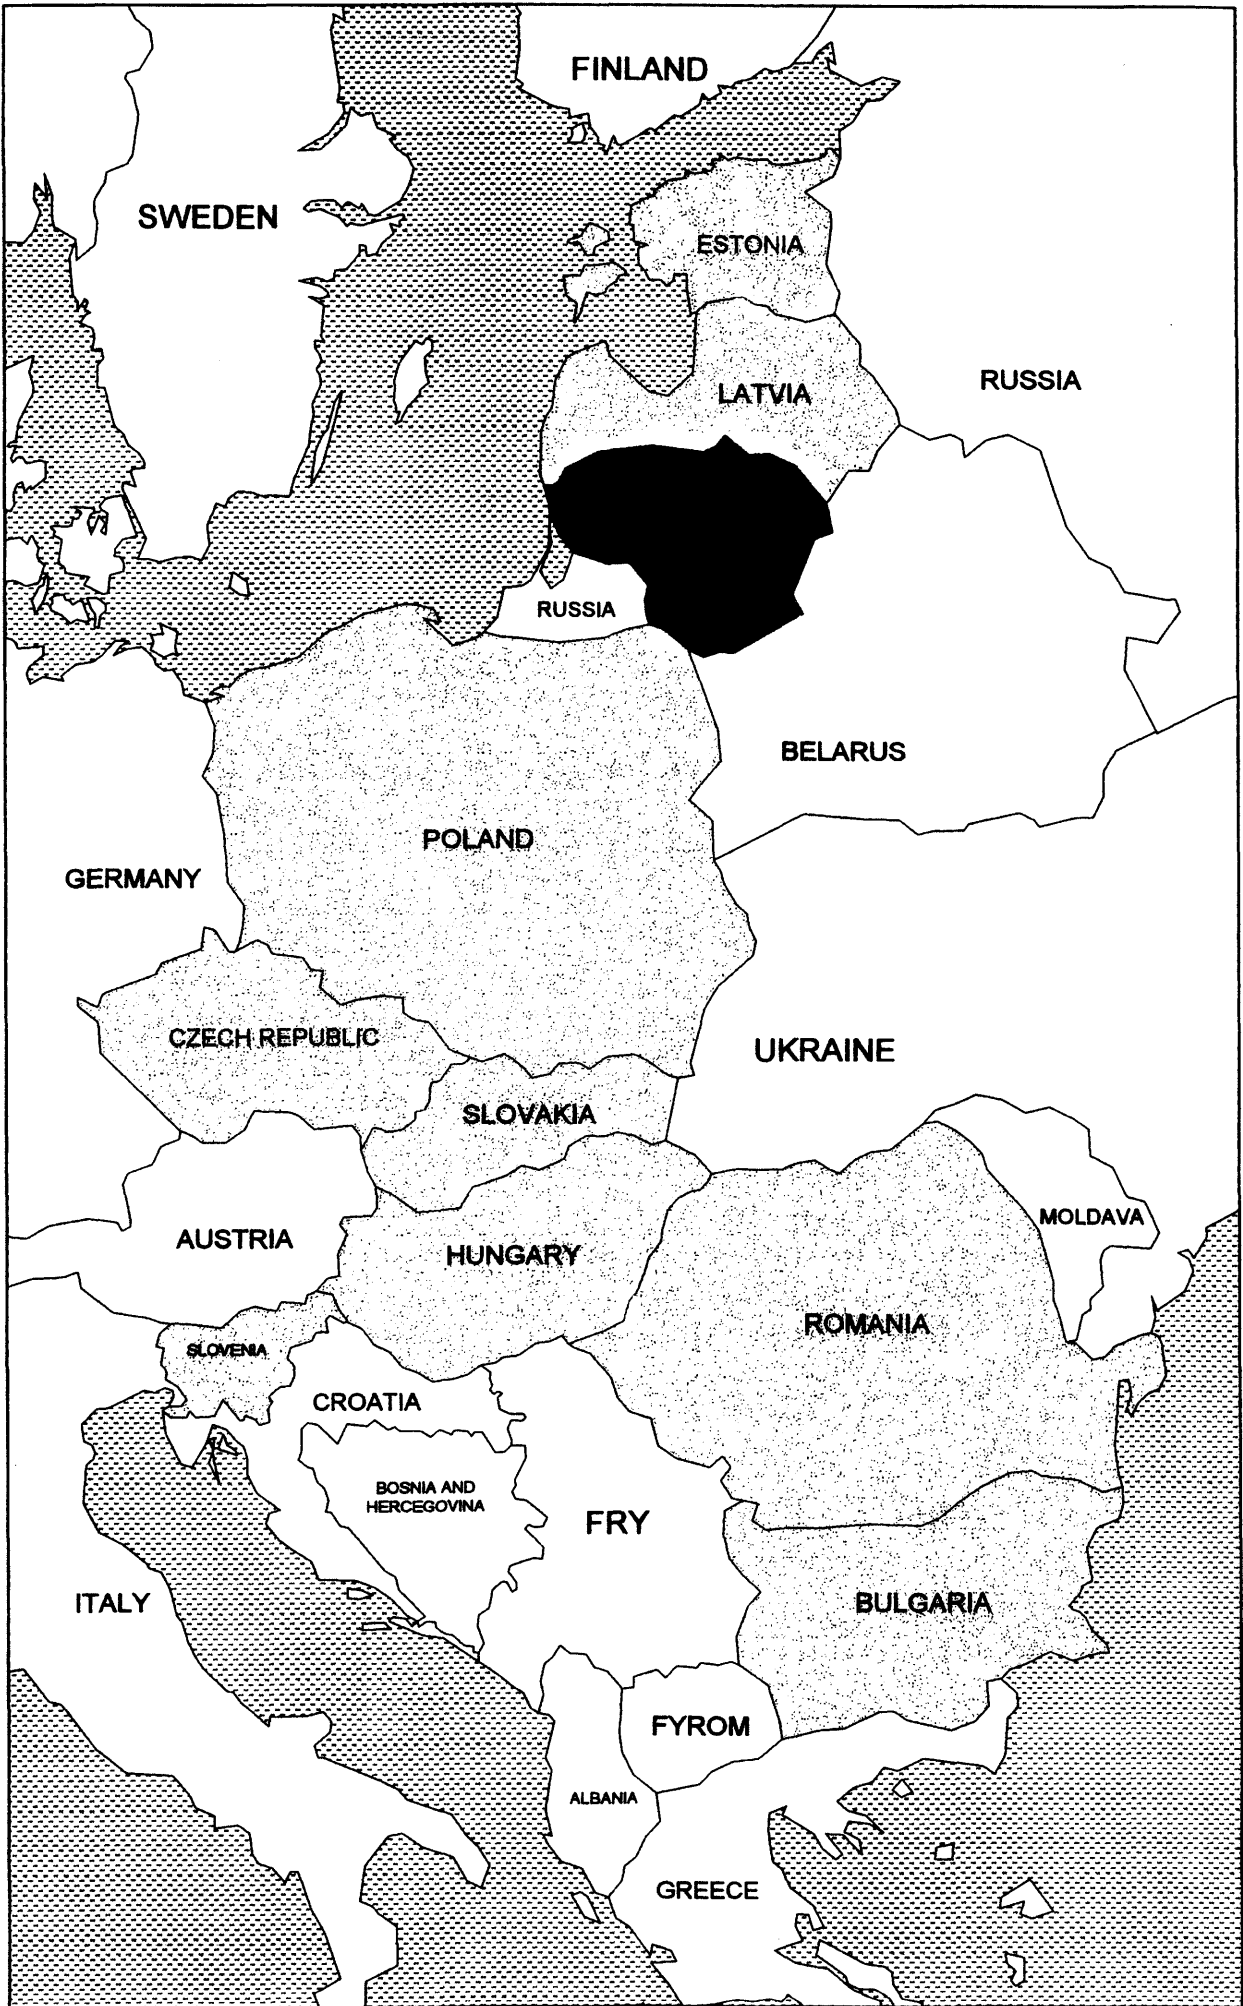 FINLAND
SWEDEN
ESTONIA
RUSSIA
LATVIA
RUSSIA
BELARUS
POLAND
GERMANY
CZECH REPUBLIC
UKRAINE
SLOVAKIA
MOLDAVA
AUSTRIA
HUNGARY
ROMANIA
SLOVENIA
CROATIA
BOSNIA AND
HERCEGOVINA
FRY
ITALY
BULGARIA
FYROM
ALBANIA
GREECE